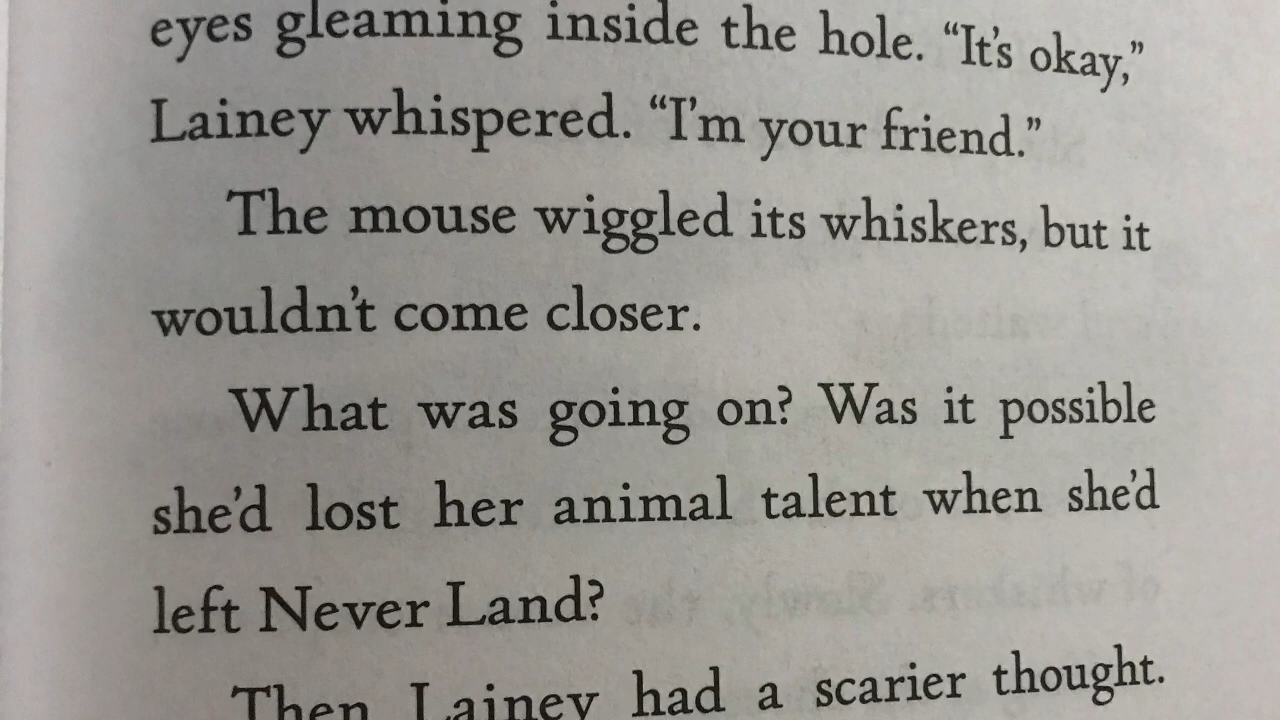 eyes gleaming inside the hole. “It’s okay,”
Lainey whispered. “I’m your friend.”
The mouse wiggled its whiskers, but it
wouldn’t come closer.
What was going on? Was it possible
she’d lost her animal talent when she’d
left Never Land?
Then Lainey had a scarier thought.